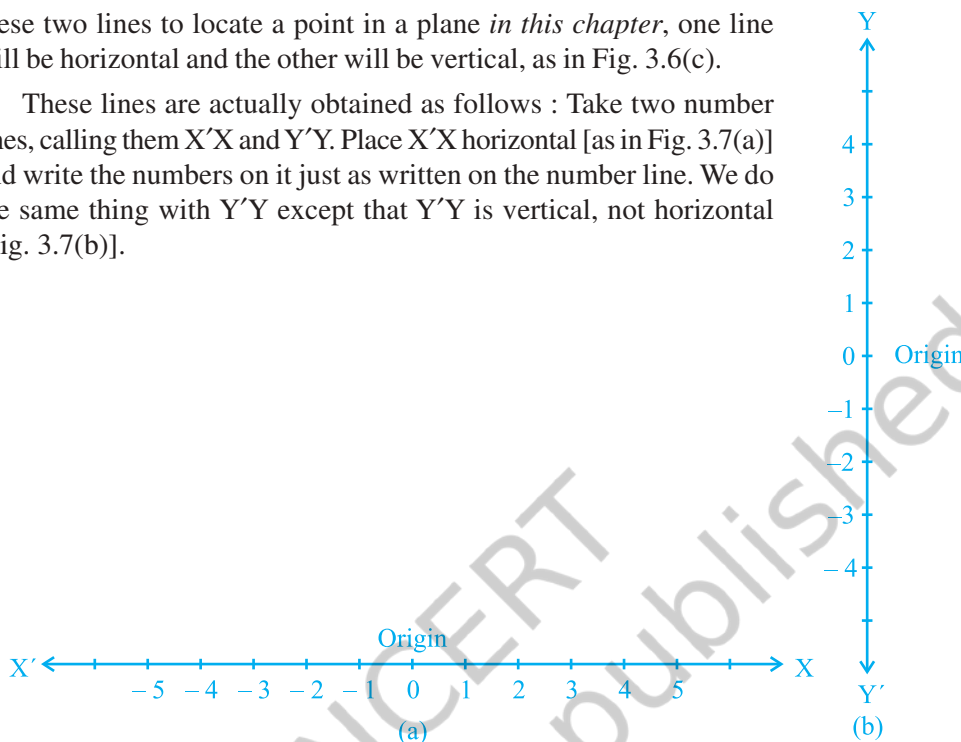 ese two lines to locate a point in a plane in this chapter, one line
ill be horizontal and the other will be vertical, as in Fig. 3.6(c).
These lines are actually obtained as follows : Take two number
nes, calling them X′X and Y′Y. Place X′X horizontal [as in Fig. 3.7(a)]
nd write the numbers on it just as written on the number line. We do
e same thing with Y′Y except that Y′Y is vertical, not horizontal
ig. 3.7(b)].
Y
4
3
2
1
0 Origin
–1
–2
–3
– 4
Y′
(b)
Origin
X′ X
– 5 – 4 – 3 – 2 – 1 0 1 2 3 4 5
(a)
NCERT
published